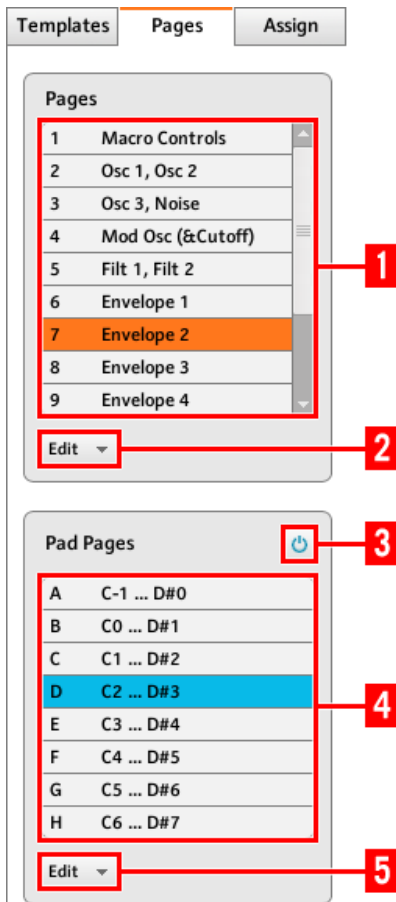 Templates Pages Assign
Pages
1 Macro Controls
2 Osc 1, Osc 2
3 Osc 3, Noise
4 Mod Osc (&Cutoff)
5 Filt 1, Filt 2
6 Envelope 1
7 Envelope 2
8 Envelope 3
9 Envelope 4
1
Edit
2
Pad Pages
3
A C-1 ... D#0
B C0 ... D#1
C C1 ... D#2
D C2 ... D#3
E C3 ... D#4
F C4 ... D#5
G C5 ... D#6
H C6 ... D#7
4
Edit
5